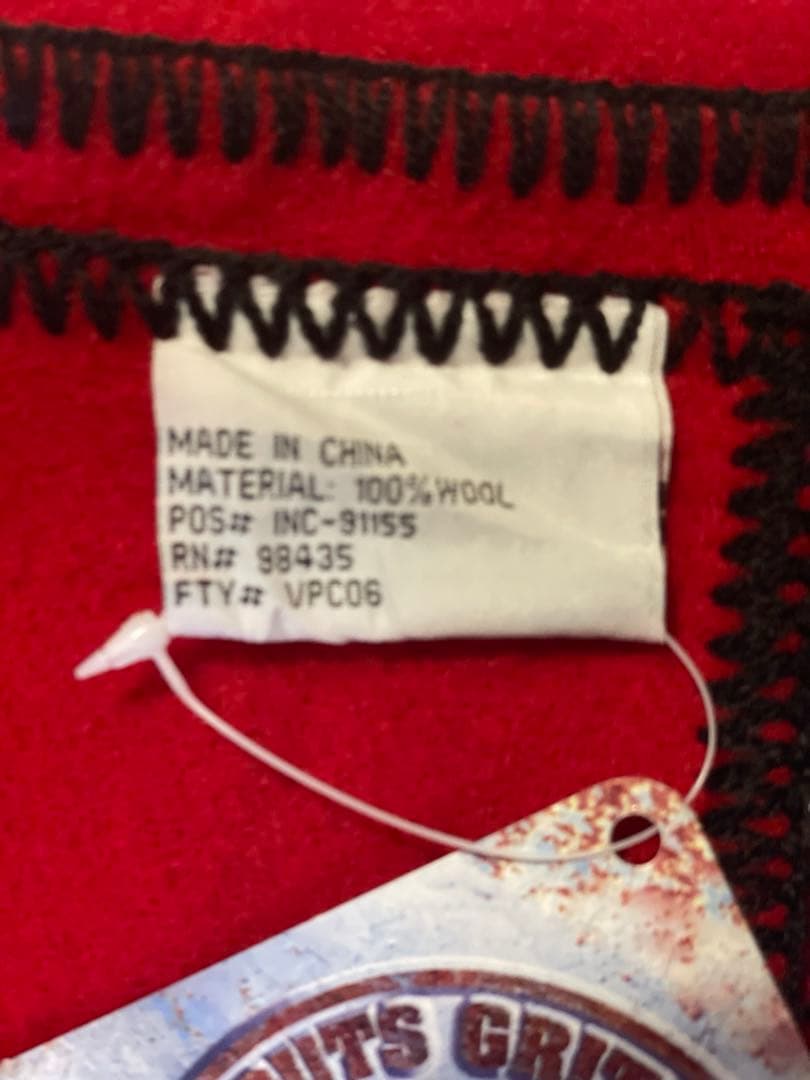 MADE IN CHINA
MATERIAL: 100%WOOL
POS# INC-91155
RN# 98435
FTY# VPC06